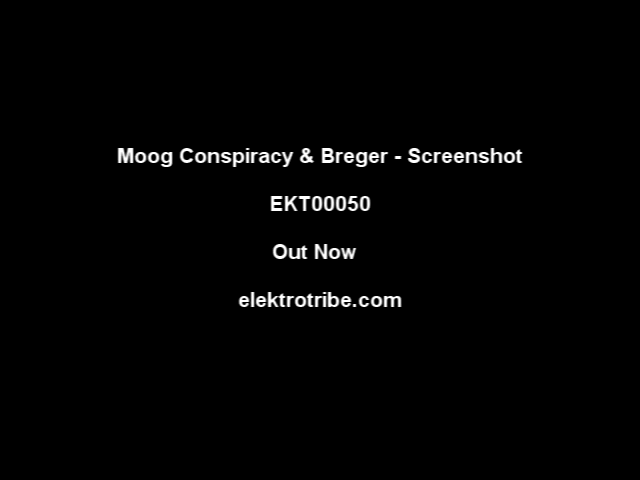 Moog Conspiracy & Breger - Screenshot
EKT00050
Out Now
elektrotribe.com